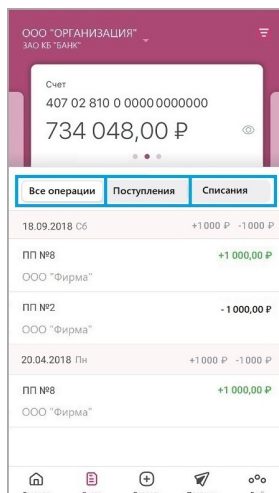 ООО "ОРГАНИЗАЦИЯ"
ЗАО КБ "БАНК"
Счет
407 02 810 0 0000 0000000
734 048,00 ₽
Все операции Поступления Списания
18.09.2018 Сб +1000 ₽ -1000 ₽
ПП №8 +1 000,00 ₽
ООО "Фирма"
ПП №2 - 1 000,00 ₽
ООО "Фирма"
20.04.2018 Пн +1000 ₽ -1000 ₽
ПП №8 +1 000,00 ₽
ООО "Фирма"